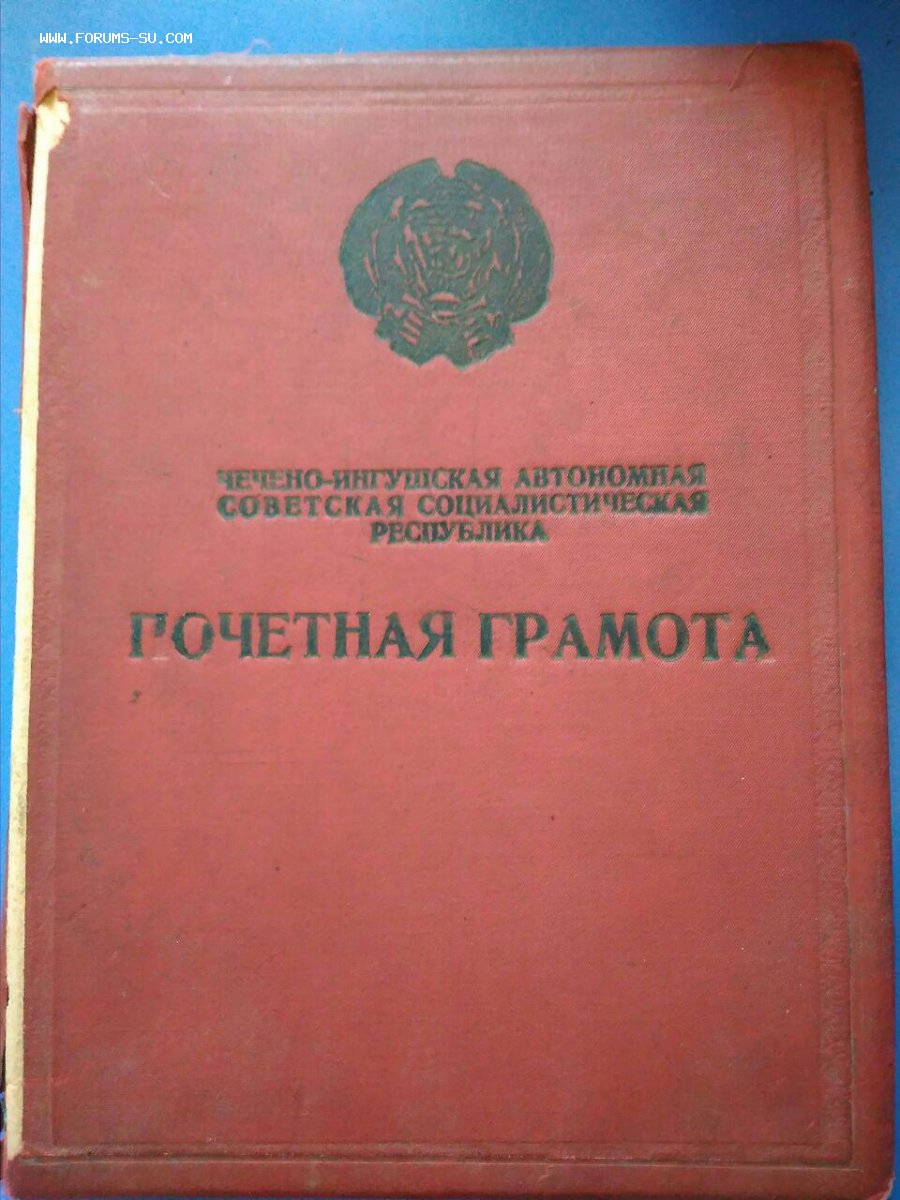 WWW.FORUMS-SU.COM
ЧЕЧЕНО-ИНГУШСКАЯ АВТОНОМНАЯ
СОВЕТСКАЯ СОЦИАЛИСТИЧЕСКАЯ
РЕСПУБЛИКА
ПОЧЕТНАЯ ГРАМОТА